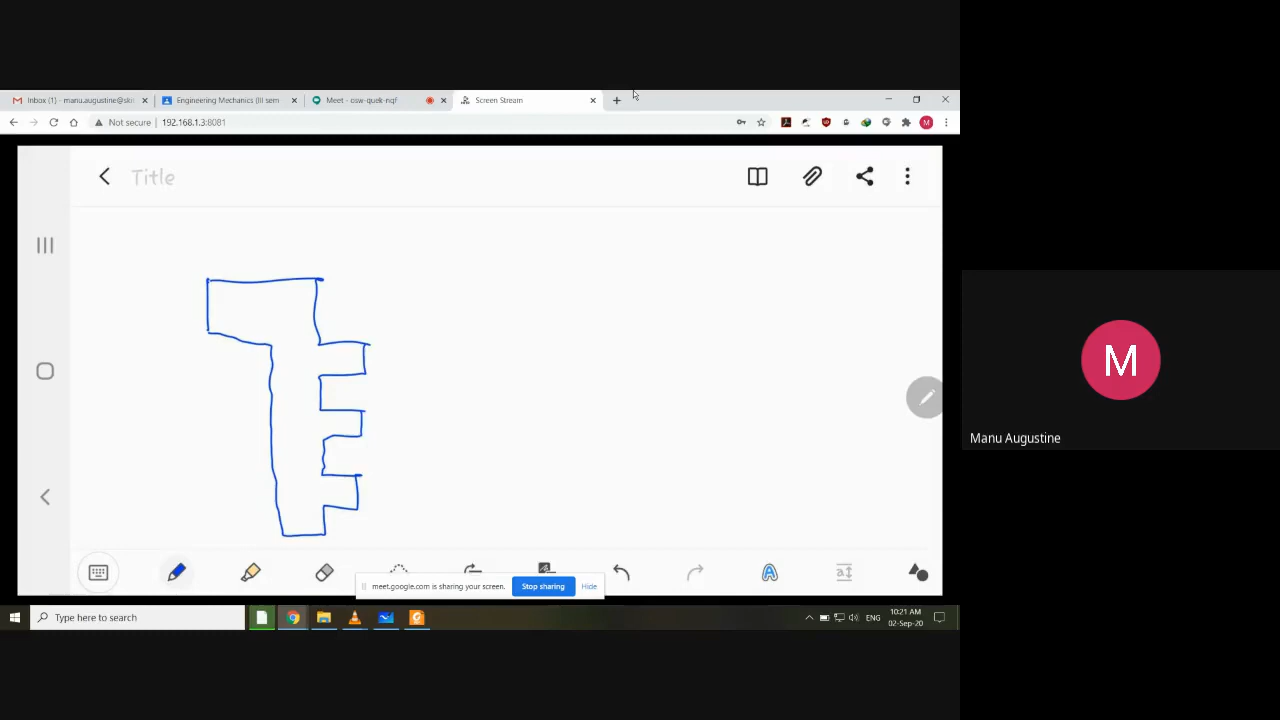 Inbox (1) - manu.augustine@ski
Engineering Mechanics (III sem
Meet - osw-quek-nqf
Screen Stream
Not secure | 192.168.1.3:8081
M
Title
M
Manu Augustine
meet.google.com is sharing your screen.
Stop sharing
Hide
Type here to search
ENG
10:21 AM
02-Sep-20